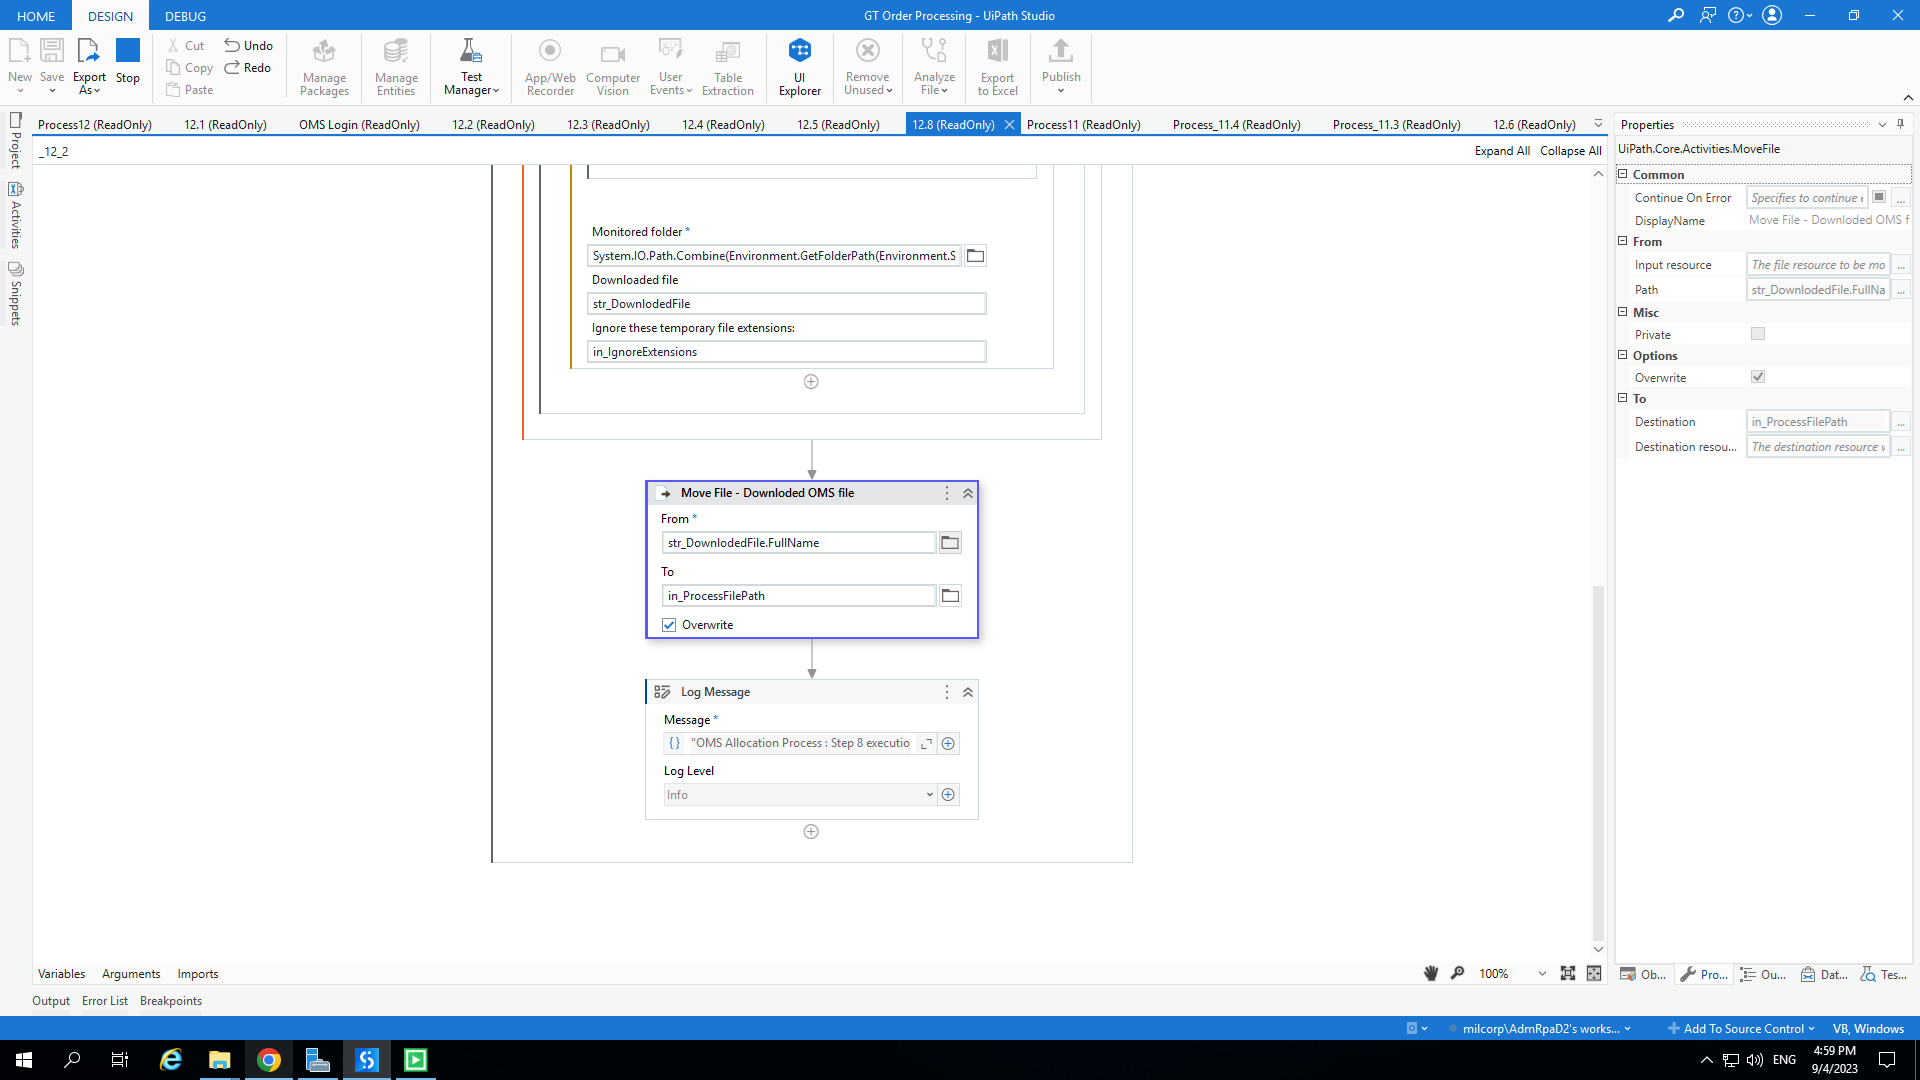 HOME
DESIGN
DEBUG
GT Order Processing - UiPath Studio
New
Save
Export As
Stop
Cut
Copy
Paste
Undo
Redo
Manage Packages
Manage Entities
Test Manager
App/Web Recorder
Computer Vision
User Events
Table Extraction
UI Explorer
Remove Unused
Analyze File
Export to Excel
Publish
Process12 (ReadOnly)
12.1 (ReadOnly)
OMS Login (ReadOnly)
12.2 (ReadOnly)
12.3 (ReadOnly)
12.4 (ReadOnly)
12.5 (ReadOnly)
12.8 (ReadOnly)
Process11 (ReadOnly)
Process_11.4 (ReadOnly)
Process_11.3 (ReadOnly)
12.6 (ReadOnly)
Project
Activities
Snippets
_12_2
Expand All
Collapse All
Monitored folder *
System.IO.Path.Combine(Environment.GetFolderPath(Environment.S
Downloaded file
str_DownlodedFile
Ignore these temporary file extensions:
in_IgnoreExtensions
Move File - Downloded OMS file
From *
str_DownlodedFile.FullName
To
in_ProcessFilePath
Overwrite
Log Message
Message *
{} "OMS Allocation Process : Step 8 executio
Log Level
Info
Properties
UiPath.Core.Activities.MoveFile
Common
Continue On Error
Specifies to continue e
...
DisplayName
Move File - Downloded OMS f
From
Input resource
The file resource to be mo
...
Path
str_DownlodedFile.FullNa
...
Misc
Private
Options
Overwrite
To
Destination
in_ProcessFilePath
...
Destination resou...
The destination resource w
...
Variables
Arguments
Imports
100%
Ob...
Pro...
Ou...
Dat...
Tes...
Output
Error List
Breakpoints
milcorp\AdmRpaD2's works...
Add To Source Control
VB, Windows
ENG
4:59 PM
9/4/2023